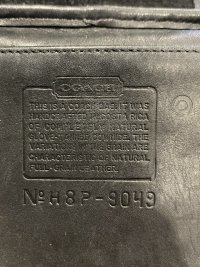 COACH
THIS IS A COACH BAG. IT WAS
HANDCRAFTED IN COSTA RICA
OF COMPLETELY NATURAL
GLOVE-TANNED COWHIDE. THE
VARIATIONS IN THE GRAIN ARE
CHARACTERISTIC OF NATURAL
FULL-GRAIN LEATHER.
No H8P-9049